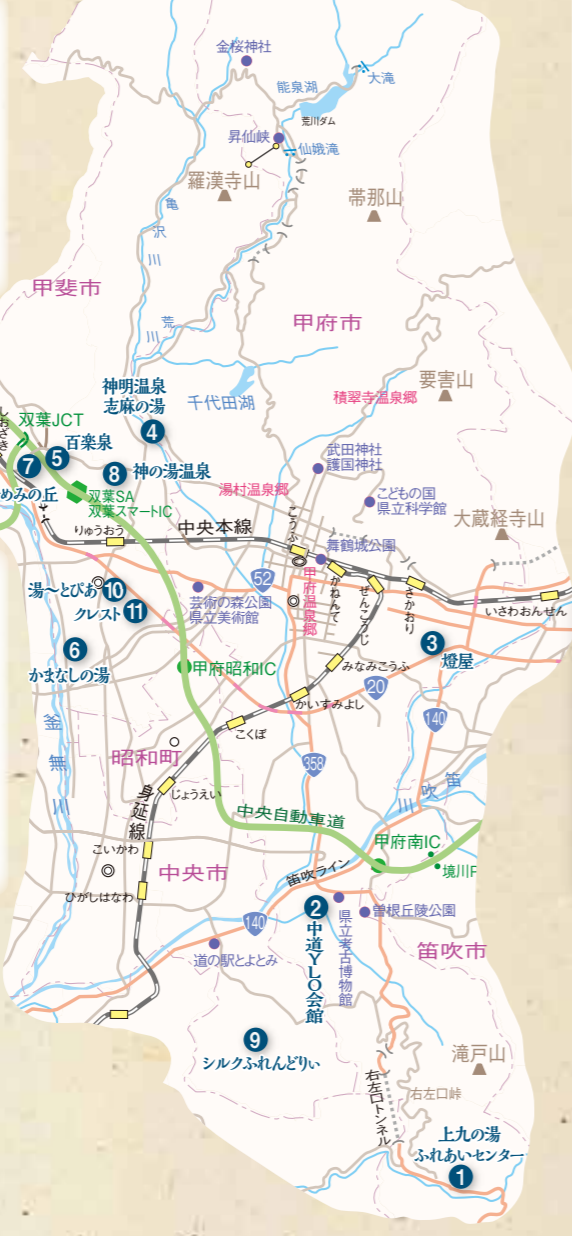 金桜神社
能泉湖
大滝
荒川ダム
昇仙峡
仙娥滝
羅漢寺山
帯那山
亀沢川
荒川
甲斐市
甲府市
要害山
積翠寺温泉郷
千代田湖
神明温泉
志麻の湯
4
しおざき
双葉JCT
百楽泉
5
7
めみの丘
8
神の湯温泉
武田神社
護国神社
湯村温泉郷
こどもの国
県立科学館
大蔵経寺山
双葉SA
双葉スマートIC
りゅうおう
中央本線
こうふ
舞鶴城公園
かねんて
ぜんこうじ
さかおり
いさわおんせん
甲府温泉郷
52
湯〜とぴあ
10
クレスト
11
芸術の森公園
県立美術館
3
燈屋
6
かまなしの湯
甲府昭和IC
みなみこうふ
20
かいすみよし
140
こくぼ
釜無川
昭和町
358
笛吹川
身延線
じょうえい
中央自動車道
こいかわ
甲府南IC
中央市
笛吹ライン
境川P
ひがしはなわ
2
中道YLO会館
県立考古博物館
曽根丘陵公園
140
笛吹市
道の駅とよとみ
9
シルクふれんどりぃ
滝戸山
右左口トンネル
右左口峠
上九の湯
ふれあいセンター
1